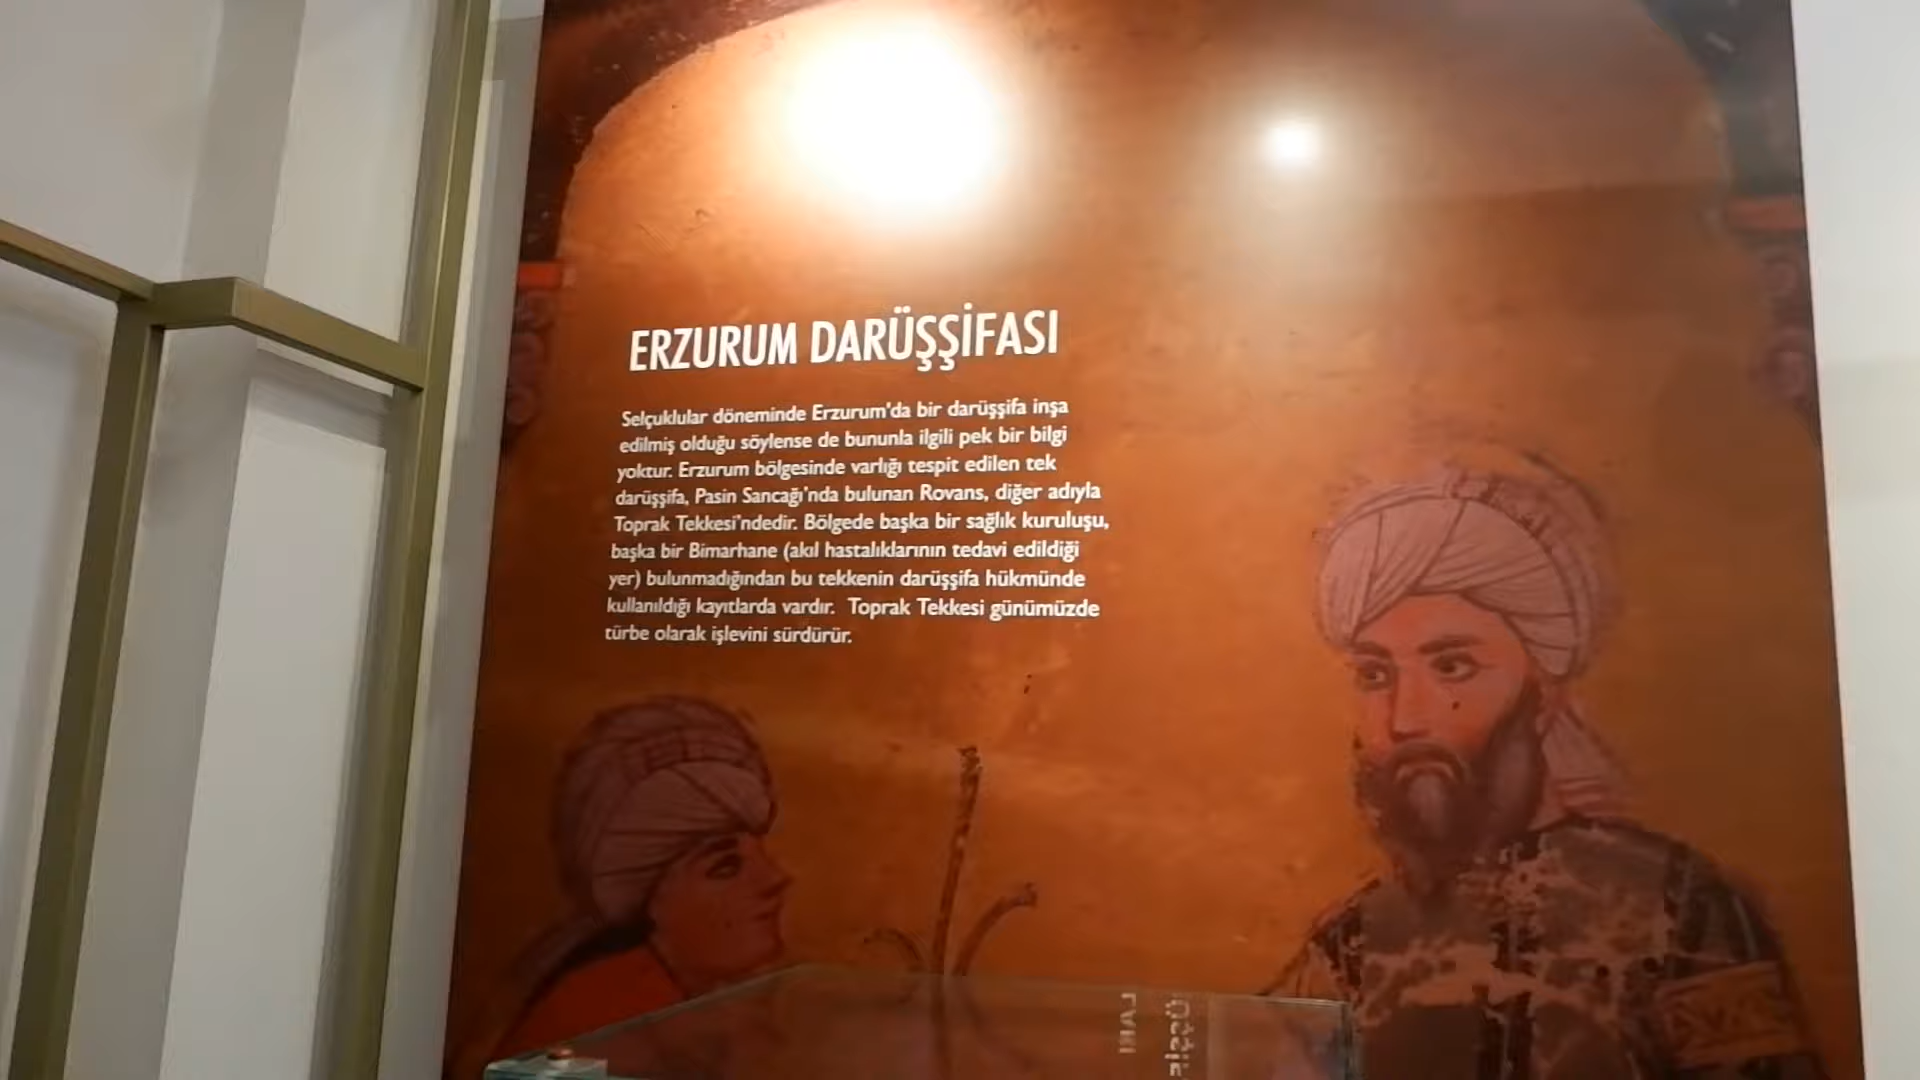 ERZURUM DARÜŞŞİFASI
Selçuklular döneminde Erzurum'da bir darüşşifa inşa
edilmiş olduğu söylense de bununla ilgili pek bir bilgi
yoktur. Erzurum bölgesinde varlığı tespit edilen tek
darüşşifa, Pasin Sancağı'nda bulunan Rovans, diğer adıyla
Toprak Tekkesi'ndedir. Bölgede başka bir sağlık kuruluşu,
başka bir Bimarhane (akıl hastalıklarının tedavi edildiği
yer) bulunmadığından bu tekkenin darüşşifa hükmünde
kullanıldığı kayıtlarda vardır. Toprak Tekkesi günümüzde
türbe olarak işlevini sürdürür.